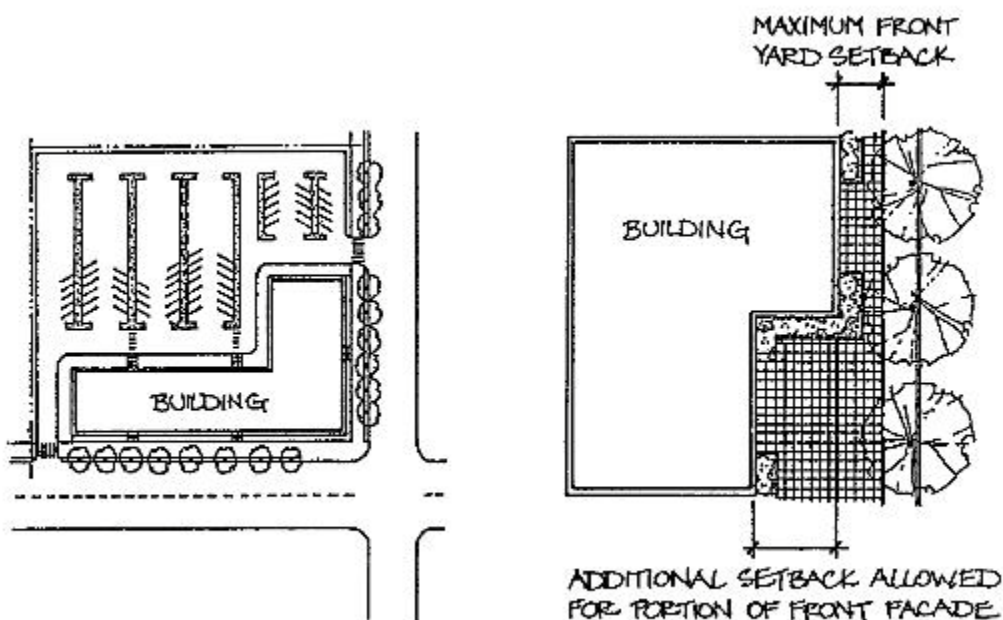 MAXIMUM FRONT
YARD SETBACK
BUILDING
BUILDING
ADDITIONAL SETBACK ALLOWED
FOR PORTION OF FRONT FACADE